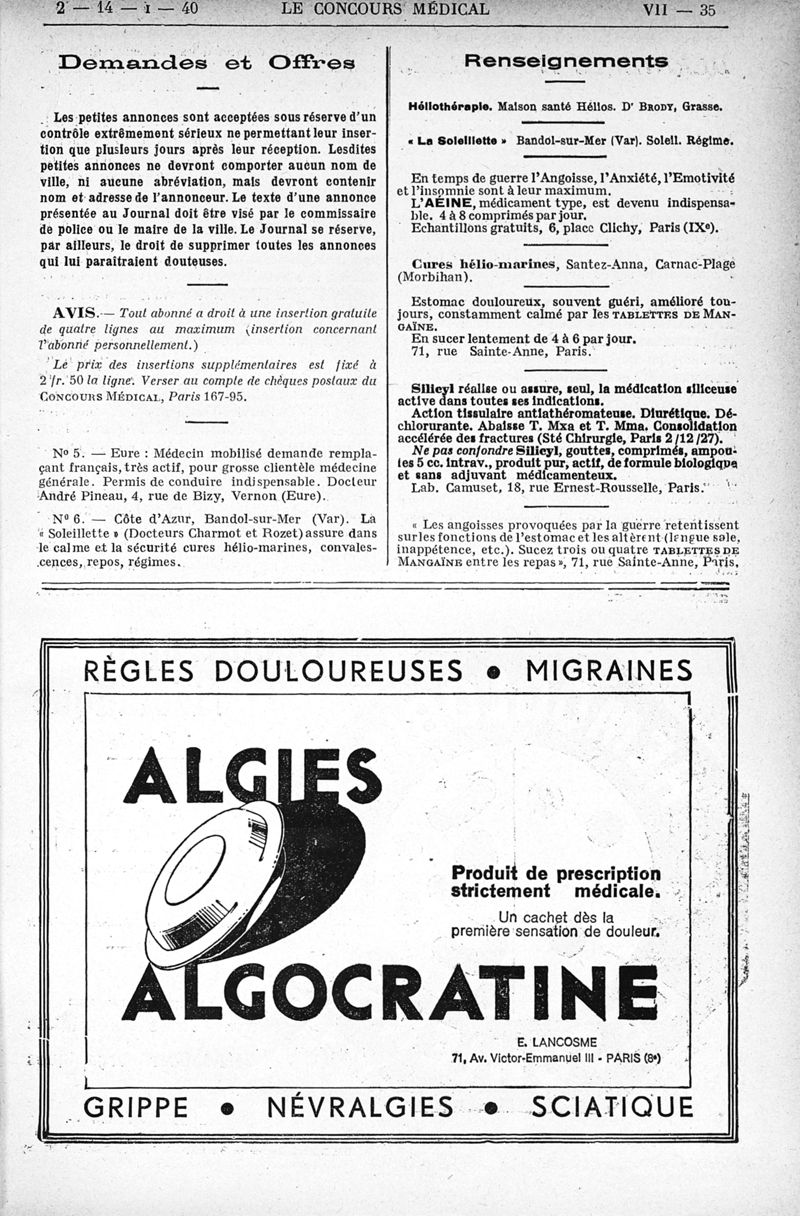 2 — 14 — 1 — 40 LE CONCOURS MÉDICAL VII — 35
Demandes et Offres
Les petites annonces sont acceptées sous réserve d'un
contrôle extrêmement sérieux ne permettant leur inser-
tion que plusieurs jours après leur réception. Lesdites
petites annonces ne devront comporter aucun nom de
ville, ni aucune abréviation, mais devront contenir
nom et adresse de l'annonceur. Le texte d'une annonce
présentée au Journal doit être visé par le commissaire
de police ou le maire de la ville. Le Journal se réserve,
par ailleurs, le droit de supprimer toutes les annonces
qui lui paraîtraient douteuses.
AVIS. — Tout abonné a droit à une insertion gratuite
de quatre lignes au maximum (insertion concernant
l'abonné personnellement.)
Le prix des insertions supplémentaires est fixé à
2 fr. 50 la ligne. Verser au compte de chèques postaux du
CONCOURS MÉDICAL, Paris 167-95.
N° 5. — Eure : Médecin mobilisé demande rempla-
çant français, très actif, pour grosse clientèle médecine
générale. Permis de conduire indispensable. Docteur
André Pineau, 4, rue de Bizy, Vernon (Eure).
N° 6. — Côte d'Azur, Bandol-sur-Mer (Var). La
« Soleillette » (Docteurs Charmot et Rozet) assure dans
le calme et la sécurité cures hélio-marines, convales-
cences, repos, régimes.
Renseignements
Héliothérapie. Maison santé Hélios. Dr BRODY, Grasse.
« La Soleillette » Bandol-sur-Mer (Var). Soleil. Régime.
En temps de guerre l'Angoisse, l'Anxiété, l'Emotivité
et l'insomnie sont à leur maximum.
L'AÉINE, médicament type, est devenu indispensa-
ble. 4 à 8 comprimés par jour.
Echantillons gratuits, 6, place Clichy, Paris (IXe).
Cures hélio-marines, Santez-Anna, Carnac-Plage
(Morbihan).
Estomac douloureux, souvent guéri, amélioré tou-
jours, constamment calmé par les TABLETTES DE MAN-
GAÏNE.
En sucer lentement de 4 à 6 par jour.
71, rue Sainte-Anne, Paris.
Silicyl réalise ou assure, seul, la médication siliceuse
active dans toutes ses indications.
Action tissulaire antiathéromateuse. Diurétique. Dé-
chlorurante. Abaisse T. Mxa et T. Mma. Consolidation
accélérée des fractures (Sté Chirurgie, Paris 2/12/27).
Ne pas confondre Silicyl, gouttes, comprimés, ampou-
les 5 cc. intrav., produit pur, actif, de formule biologique
et sans adjuvant médicamenteux.
Lab. Camuset, 18, rue Ernest-Rousselle, Paris.
« Les angoisses provoquées par la guerre retentissent
sur les fonctions de l'estomac et les altèrent (langue sale,
inappétence, etc.). Sucez trois ou quatre TABLETTES DE
MANGAÏNE entre les repas », 71, rue Sainte-Anne, Paris.
RÈGLES DOULOUREUSES • MIGRAINES
ALGIES
Produit de prescription
strictement médicale.
Un cachet dès la
première sensation de douleur.
ALGOCRATINE
E. LANCOSME
71, Av. Victor-Emmanuel III - PARIS (8e)
GRIPPE • NÉVRALGIES • SCIATIQUE